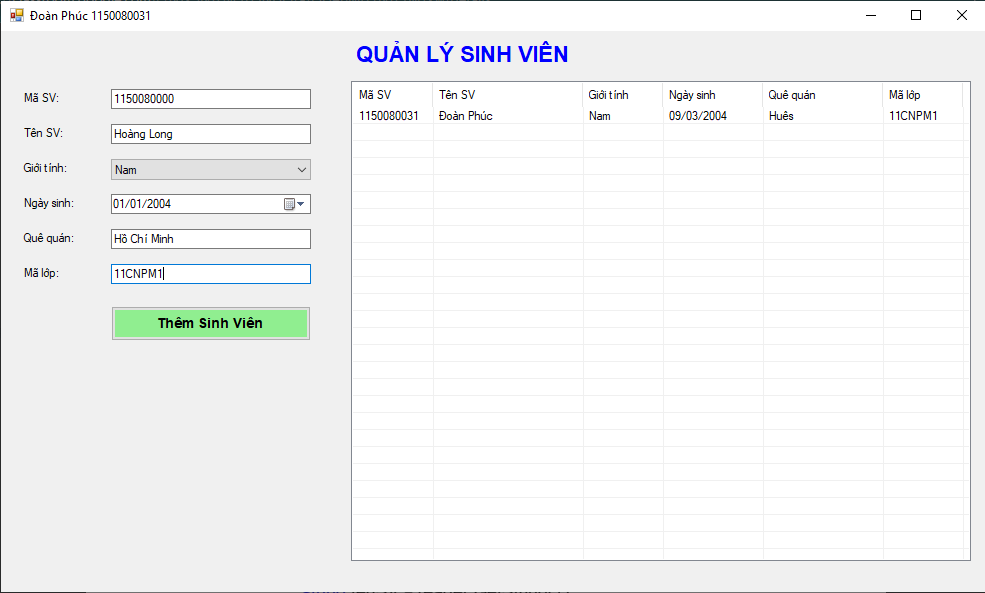 Đoàn Phúc 1150080031
QUẢN LÝ SINH VIÊN
Mã SV: 1150080000
Tên SV: Hoàng Long
Giới tính: Nam
Ngày sinh: 01/01/2004
Quê quán: Hồ Chí Minh
Mã lớp: 11CNPM1
Thêm Sinh Viên
Mã SV Tên SV Giới tính Ngày sinh Quê quán Mã lớp
1150080031 Đoàn Phúc Nam 09/03/2004 Huês 11CNPM1